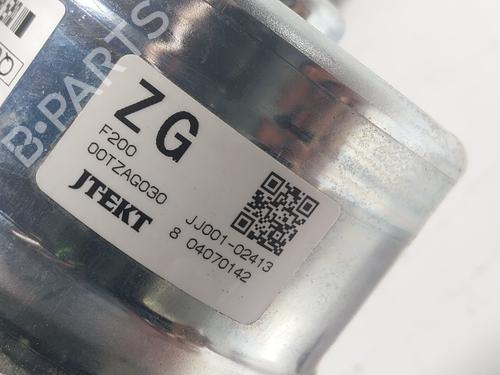 ZG
F200
00TZAG030
JTEKT
JJ001-02413
8 04070142
B-PARTS